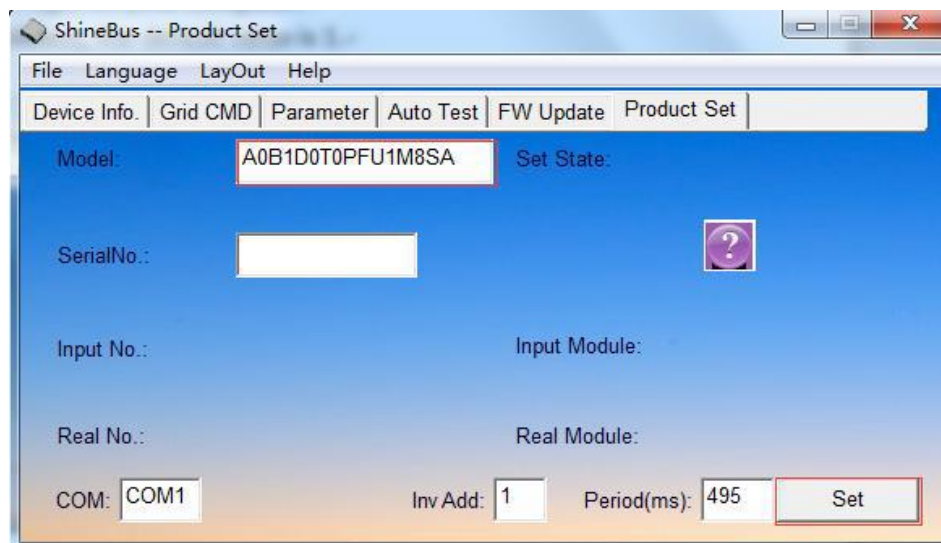 ShineBus -- Product Set
File Language LayOut Help
Device Info. Grid CMD Parameter Auto Test FW Update Product Set
Model: A0B1D0T0PFU1M8SA Set State:
SerialNo.: ?
Input No.: Input Module:
Real No.: Real Module:
COM: COM1 Inv Add: 1 Period(ms): 495 Set